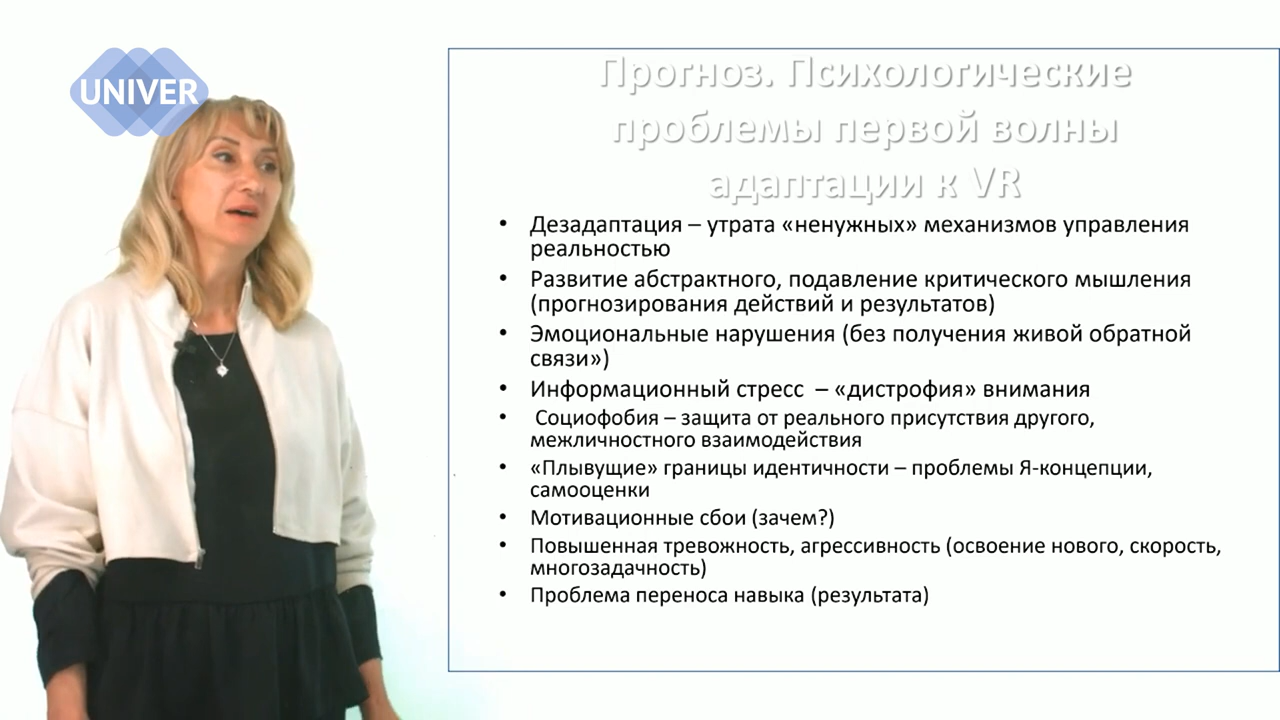 UNIVER
Прогноз. Психологические
проблемы первой волны
адаптации к VR
• Дезадаптация – утрата «ненужных» механизмов управления
реальностью
• Развитие абстрактного, подавление критического мышления
(прогнозирования действий и результатов)
• Эмоциональные нарушения (без получения живой обратной
связи»)
• Информационный стресс – «дистрофия» внимания
• Социофобия – защита от реального присутствия другого,
межличностного взаимодействия
• «Плывущие» границы идентичности – проблемы Я-концепции,
самооценки
• Мотивационные сбои (зачем?)
• Повышенная тревожность, агрессивность (освоение нового, скорость,
многозадачность)
• Проблема переноса навыка (результата)